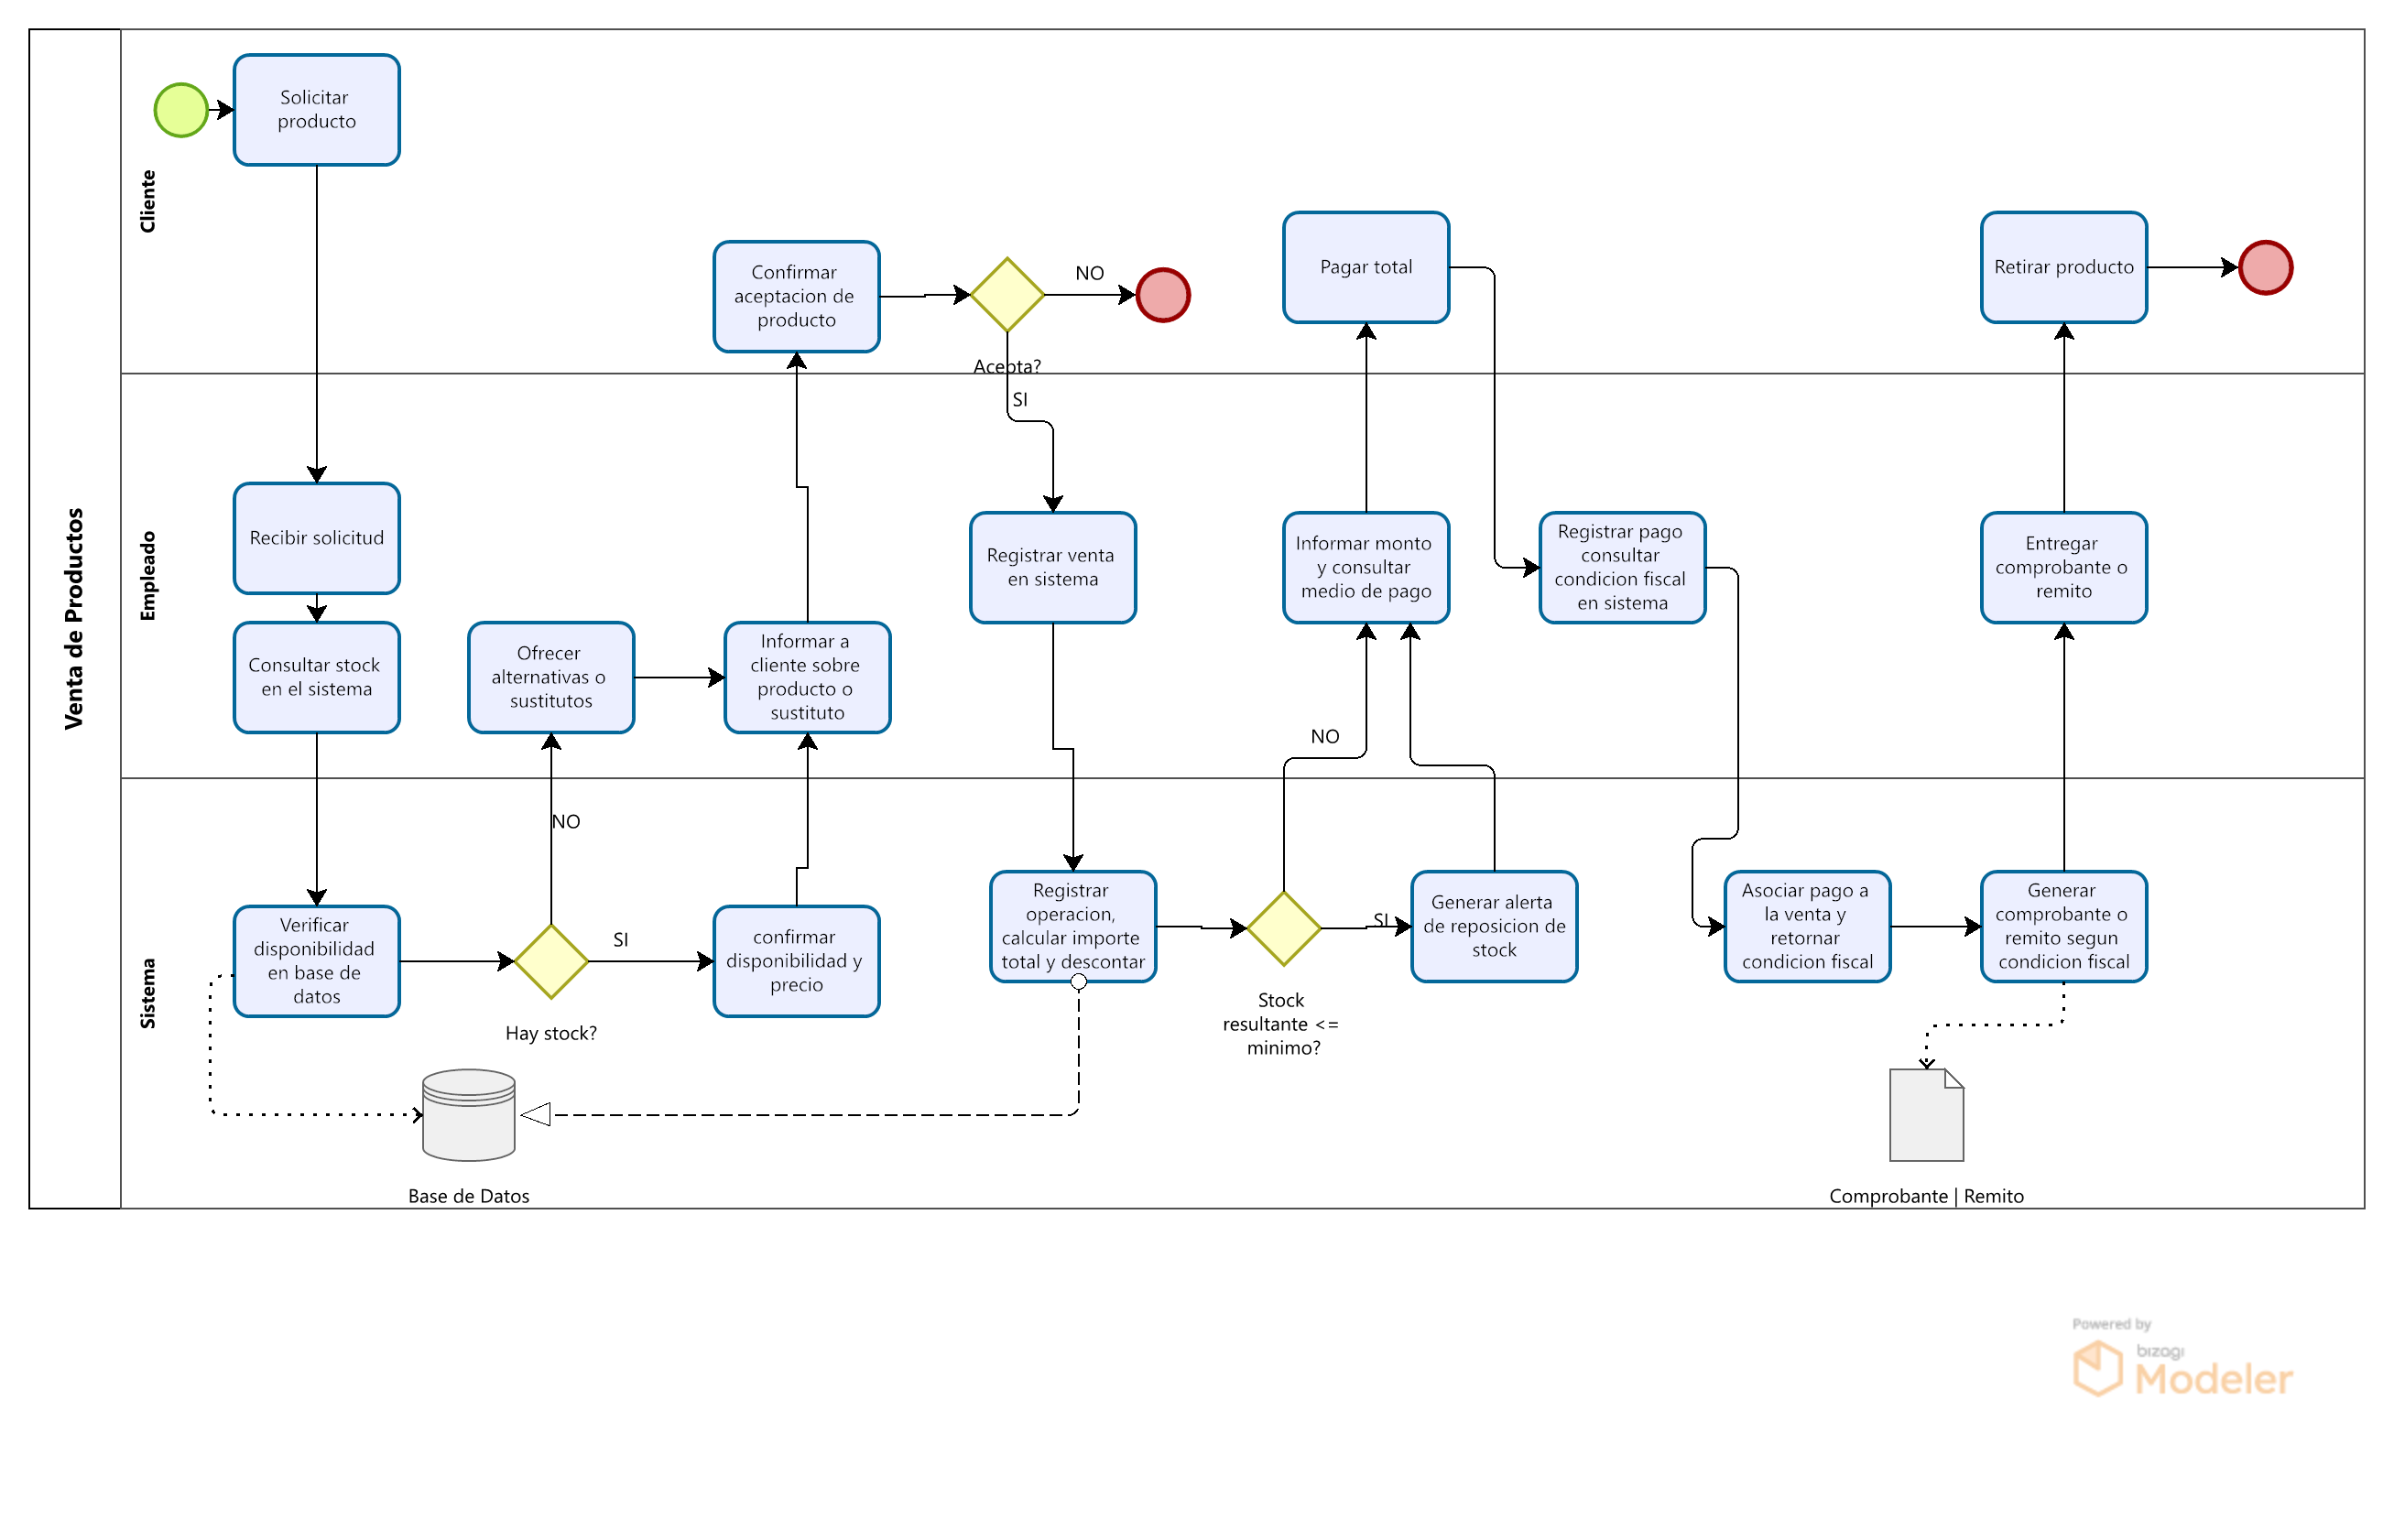 Venta de Productos
Cliente
Solicitar
producto
Confirmar
aceptacion de
producto
Acepta?
NO
SI
Pagar total
Retirar producto
Empleado
Recibir solicitud
Consultar stock
en el sistema
Ofrecer
alternativas o
sustitutos
Informar a
cliente sobre
producto o
sustituto
Registrar venta
en sistema
Informar monto
y consultar
medio de pago
Registrar pago
consultar
condicion fiscal
en sistema
Entregar
comprobante o
remito
NO
Sistema
NO
Verificar
disponibilidad
en base de
datos
Hay stock?
SI
confirmar
disponibilidad y
precio
Registrar
operacion,
calcular importe
total y descontar
Stock
resultante <=
minimo?
SI
Generar alerta
de reposicion de
stock
Asociar pago a
la venta y
retornar
condicion fiscal
Generar
comprobante o
remito segun
condicion fiscal
Base de Datos
Comprobante | Remito
Powered by
bizagi
Modeler